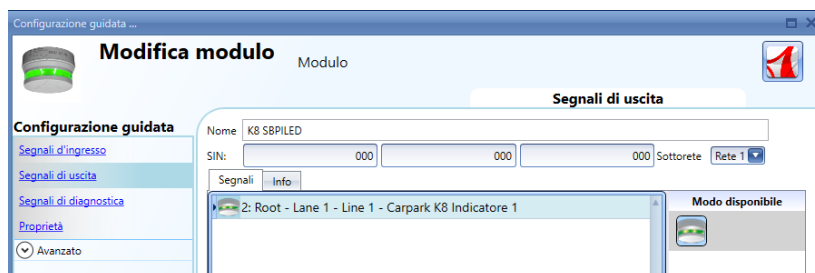 Configurazione guidata ...
Modifica modulo Modulo
Segnali di uscita
Configurazione guidata
Nome K8 SBPILED
Segnali d'ingresso
SIN: 000 000 000 Sottorete Rete 1
Segnali di uscita
Segnali Info
Segnali di diagnostica
2: Root - Lane 1 - Line 1 - Carpark K8 Indicatore 1
Modo disponibile
Proprietà
Avanzato